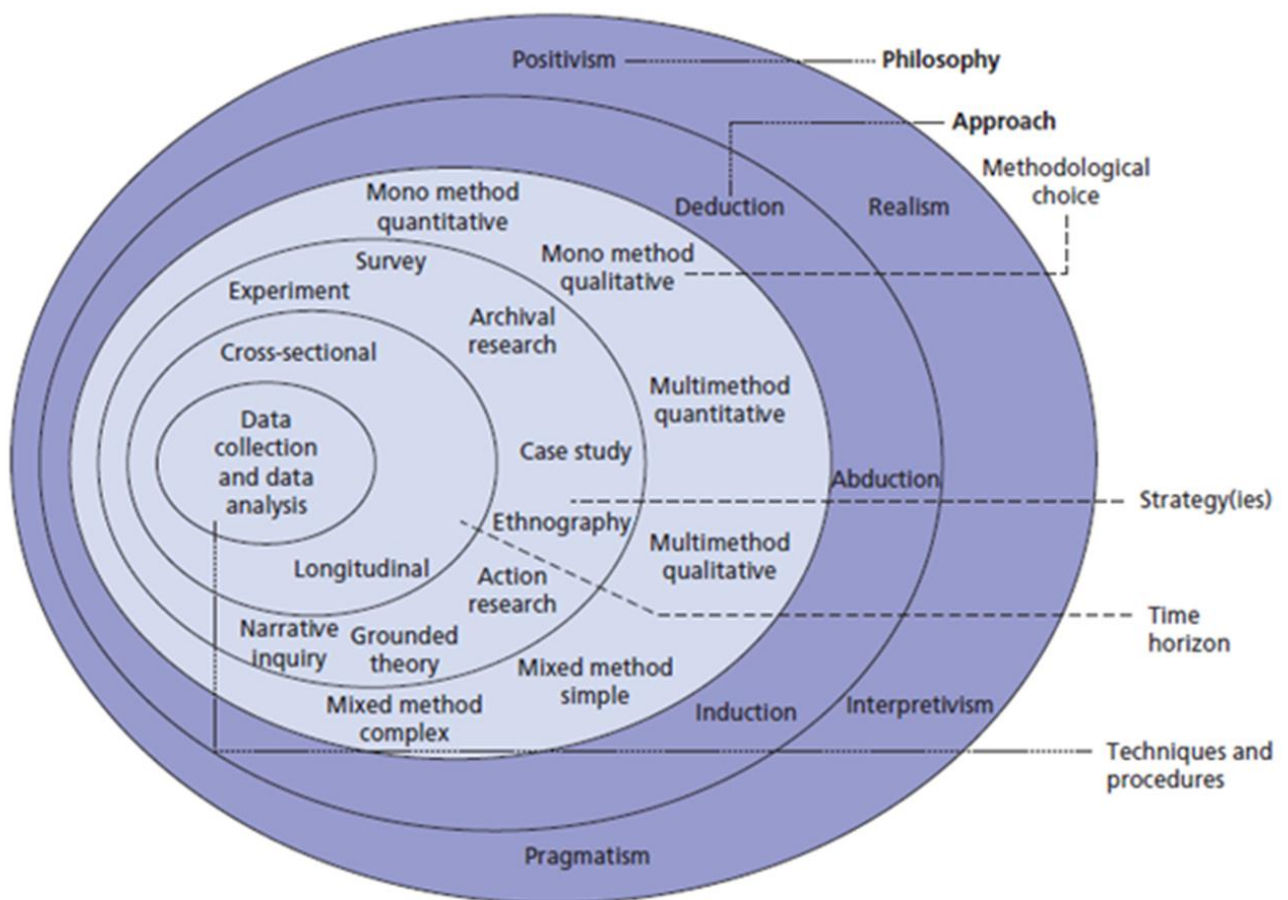 Positivism
Philosophy
Approach
Methodological
choice
Deduction
Realism
Mono method
quantitative
Mono method
qualitative
Survey
Experiment
Archival
research
Cross-sectional
Multimethod
quantitative
Data
collection
and data
analysis
Case study
Abduction
Strategy(ies)
Ethnography
Multimethod
qualitative
Longitudinal
Action
research
Time
horizon
Narrative
inquiry
Grounded
theory
Mixed method
simple
Mixed method
complex
Induction
Interpretivism
Techniques and
procedures
Pragmatism